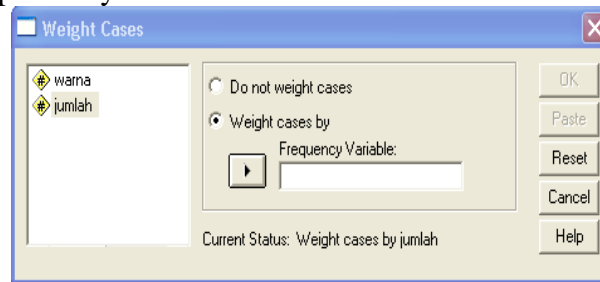 Weight Cases
warna
jumlah
Do not weight cases
Weight cases by
Frequency Variable:
Current Status: Weight cases by jumlah
OK
Paste
Reset
Cancel
Help